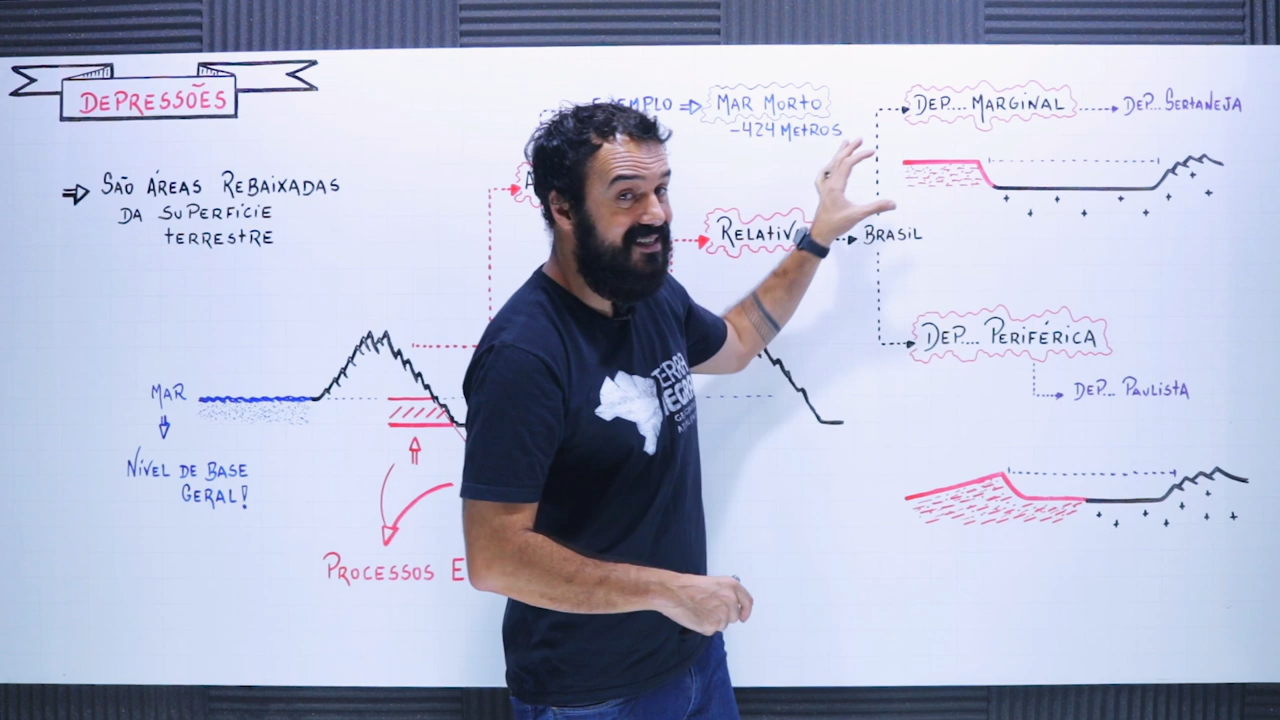 DEPRESSÕES
SÃO ÁREAS REBAIXADAS
DA SUPERFÍCIE
TERRESTRE
MAR
NÍVEL DE BASE
GERAL!
PROCESSOS E
EXEMPLO
MAR MORTO
-424 METROS
RELATIV
BRASIL
DEP... MARGINAL
DEP... SERTANEJA
DEP... PERIFÉRICA
DEP... PAULISTA